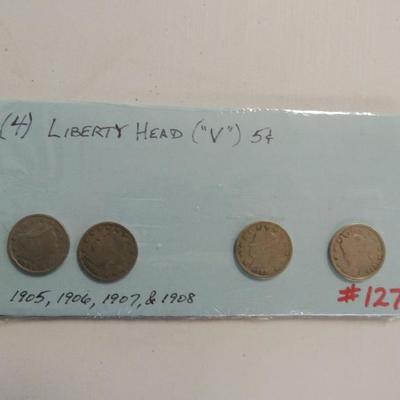 (4) LIBERTY HEAD ("V") 5¢
1905, 1906, 1907, & 1908
#127